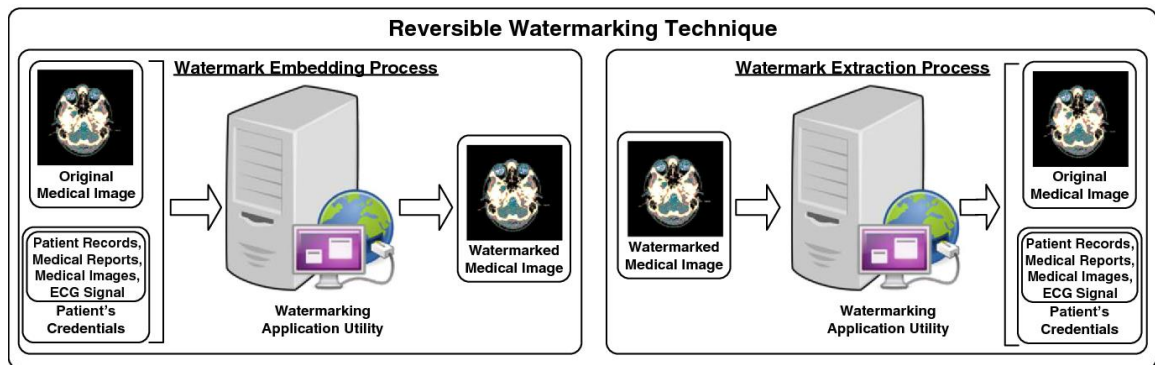 Reversible Watermarking Technique
Watermark Embedding Process
Original
Medical Image
Patient Records,
Medical Reports,
Medical Images,
ECG Signal
Patient's
Credentials
Watermarking
Application Utility
Watermarked
Medical Image
Watermark Extraction Process
Watermarked
Medical Image
Watermarking
Application Utility
Original
Medical Image
Patient Records,
Medical Reports,
Medical Images,
ECG Signal
Patient's
Credentials